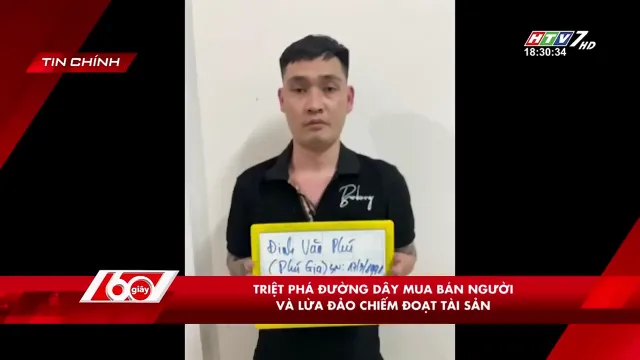 TIN CHÍNH
HTV7 HD
18:30:34
Đinh Văn Phú
(Phú Gia) SN:
60 giây
TRIỆT PHÁ ĐƯỜNG DÂY MUA BÁN NGƯỜI
VÀ LỪA ĐẢO CHIẾM ĐOẠT TÀI SẢN